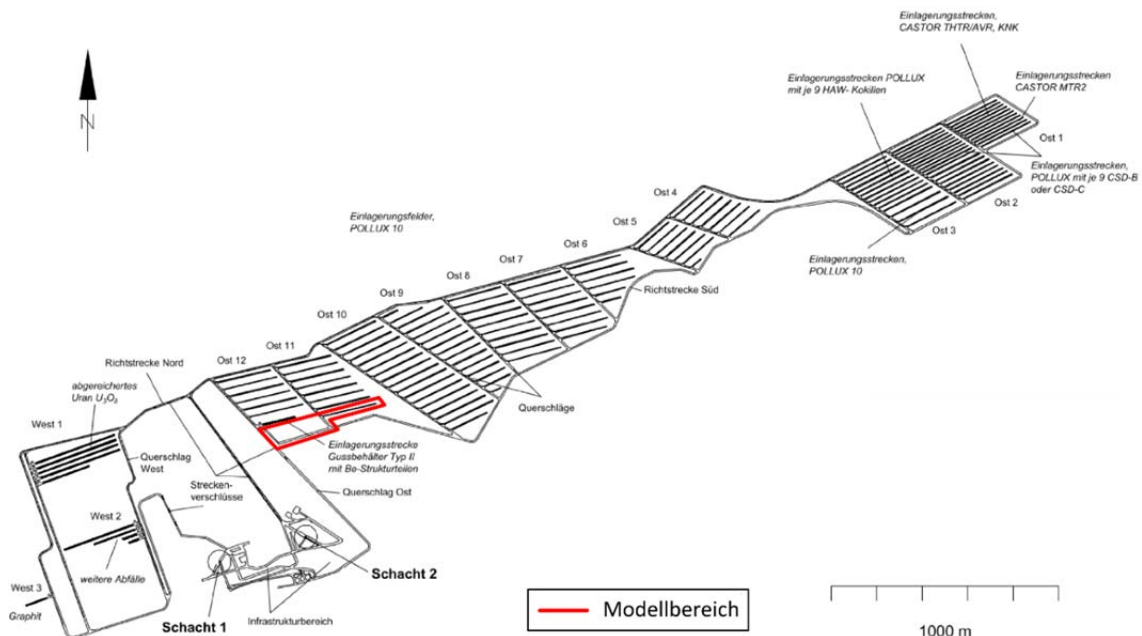 Einlagerungsstrecken,
CASTOR THTR/AVR, KNK
Einlagerungsstrecken POLLUX
mit je 9 HAW- Kokilien
Einlagerungsstrecken
CASTOR MTR2
N
Ost 1
Einlagerungsstrecken,
POLLUX mit je 9 CSD-B
oder CSD-C
Ost 4
Ost 2
Einlagerungsfelder,
POLLUX 10
Ost 5
Ost 3
Ost 6
Einlagerungsstrecken,
POLLUX 10
Ost 7
Ost 8
Richtstrecke Süd
Ost 9
Ost 10
Ost 11
Richtstrecke Nord
Ost 12
abgereichertes
Uran U3O8
Querschläge
West 1
Einlagerungsstrecke
Gussbehälter Typ II
mit Be-Strukturteilen
Querschlag
West
Strecken-
verschlüsse
Querschlag Ost
West 2
weitere Abfälle
Schacht 2
West 3
Graphit
Schacht 1
Infrastrukturbereich
Modellbereich
1000 m